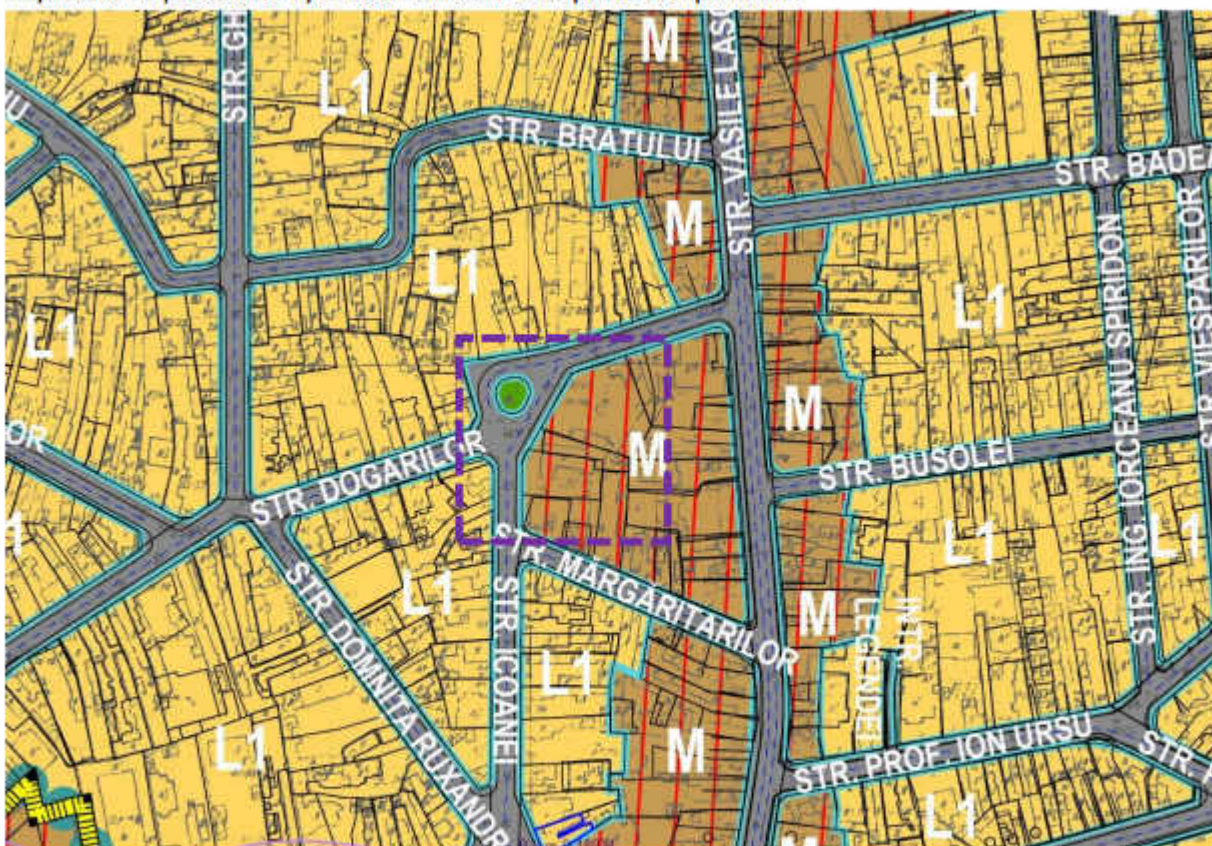 M
STR. GH
L1
L1
STR. BRATULUI
STR. VASILE LASC
STR. BADEA
M
L1
L1
L1
STR. ING. IORCEANU SPIRIDON
STR. VIESPARILOR
M
M
STR. DOGARILOR
STR. BUSOLEI
L1
L1
STR. MARGARITARILOR
L1
STR. DOMNITA RUXANDR
STR. ICOANEI
M
INTR.
LEGENDEI
L1
L1
M
STR. PROF. ION URSU
L1